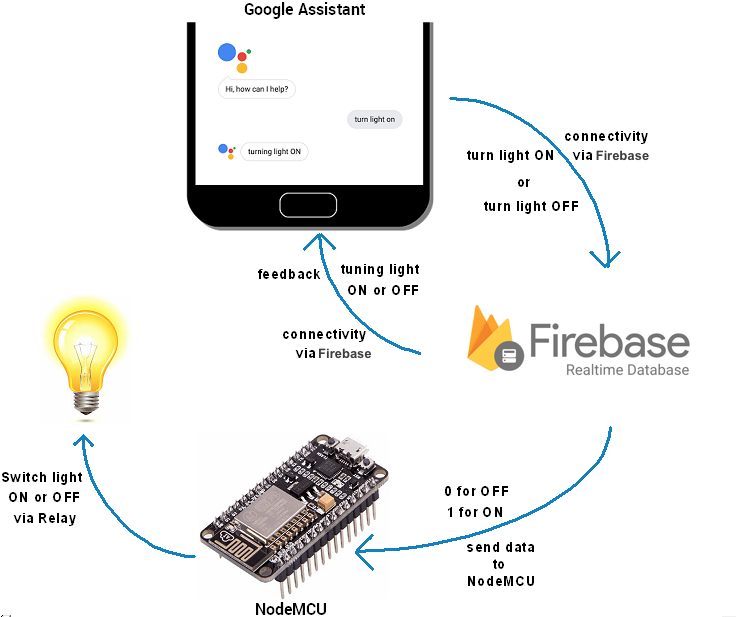 Google Assistant
Hi, how can I help?
turn light on
turning light ON
connectivity
via Firebase
turn light ON
or
turn light OFF
feedback
tuning light
ON or OFF
connectivity
via Firebase
Firebase
Realtime Database
Switch light
ON or OFF
via Relay
0 for OFF
1 for ON
send data
to
NodeMCU
NodeMCU